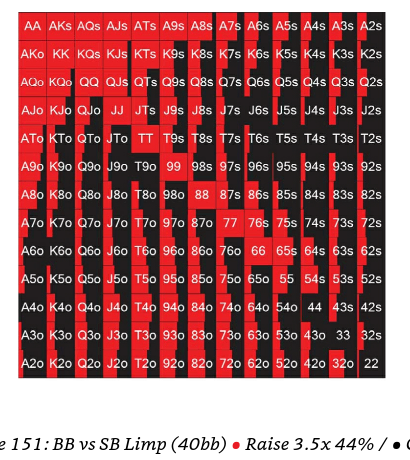 AA AKs AQs AJs ATs A9s A8s A7s A6s A5s A4s A3s A2s
AKo KK KQs KJs KTs K9s K8s K7s K6s K5s K4s K3s K2s
AQo KQo QQ QJs QTs Q9s Q8s Q7s Q6s Q5s Q4s Q3s Q2s
AJo KJo QJo JJ JTs J9s J8s J7s J6s J5s J4s J3s J2s
ATo KTo QTo JTo TT T9s T8s T7s T6s T5s T4s T3s T2s
A9o K9o Q9o J9o T9o 99 98s 97s 96s 95s 94s 93s 92s
A8o K8o Q8o J8o T8o 98o 88 87s 86s 85s 84s 83s 82s
A7o K7o Q7o J7o T7o 97o 87o 77 76s 75s 74s 73s 72s
A6o K6o Q6o J6o T6o 96o 86o 76o 66 65s 64s 63s 62s
A5o K5o Q5o J5o T5o 95o 85o 75o 65o 55 54s 53s 52s
A4o K4o Q4o J4o T4o 94o 84o 74o 64o 54o 44 43s 42s
A3o K3o Q3o J3o T3o 93o 83o 73o 63o 53o 43o 33 32s
A2o K2o Q2o J2o T2o 92o 82o 72o 62o 52o 42o 32o 22
e 151: BB vs SB Limp (40bb) • Raise 3.5x 44% / •